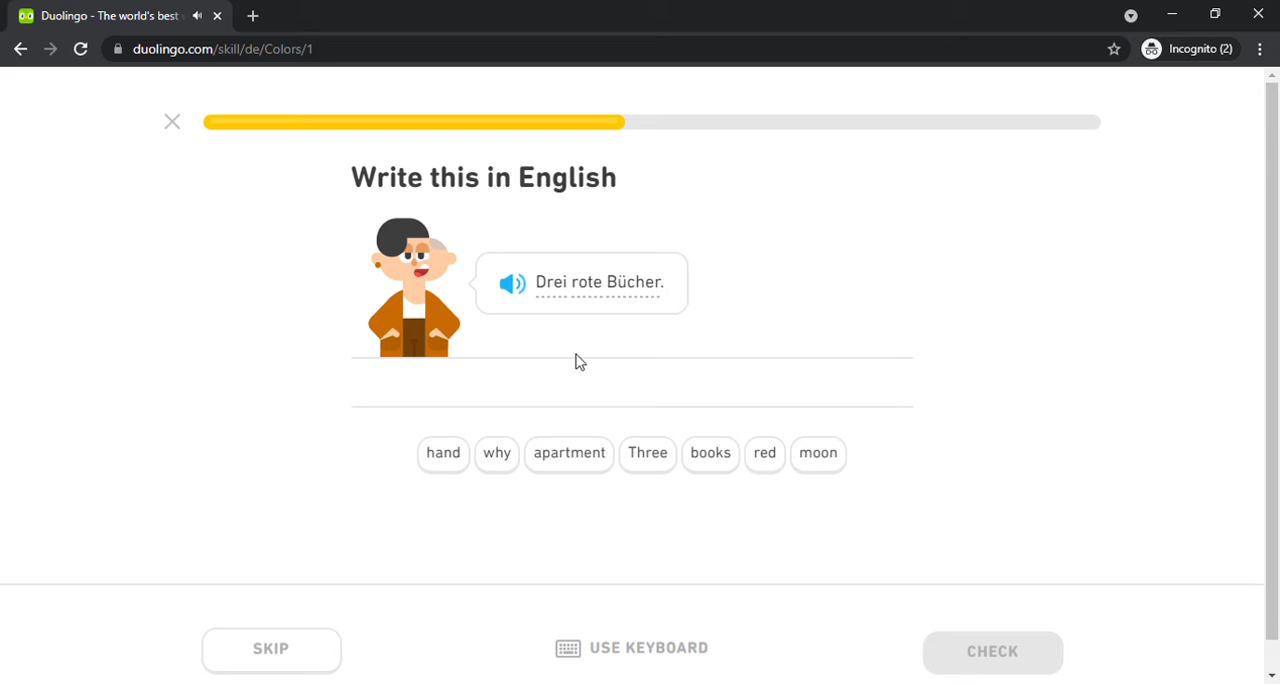 Duolingo - The world's best
duolingo.com/skill/de/Colors/1
Incognito (2)
Write this in English
Drei rote Bücher.
hand why apartment Three books red moon
SKIP
USE KEYBOARD
CHECK